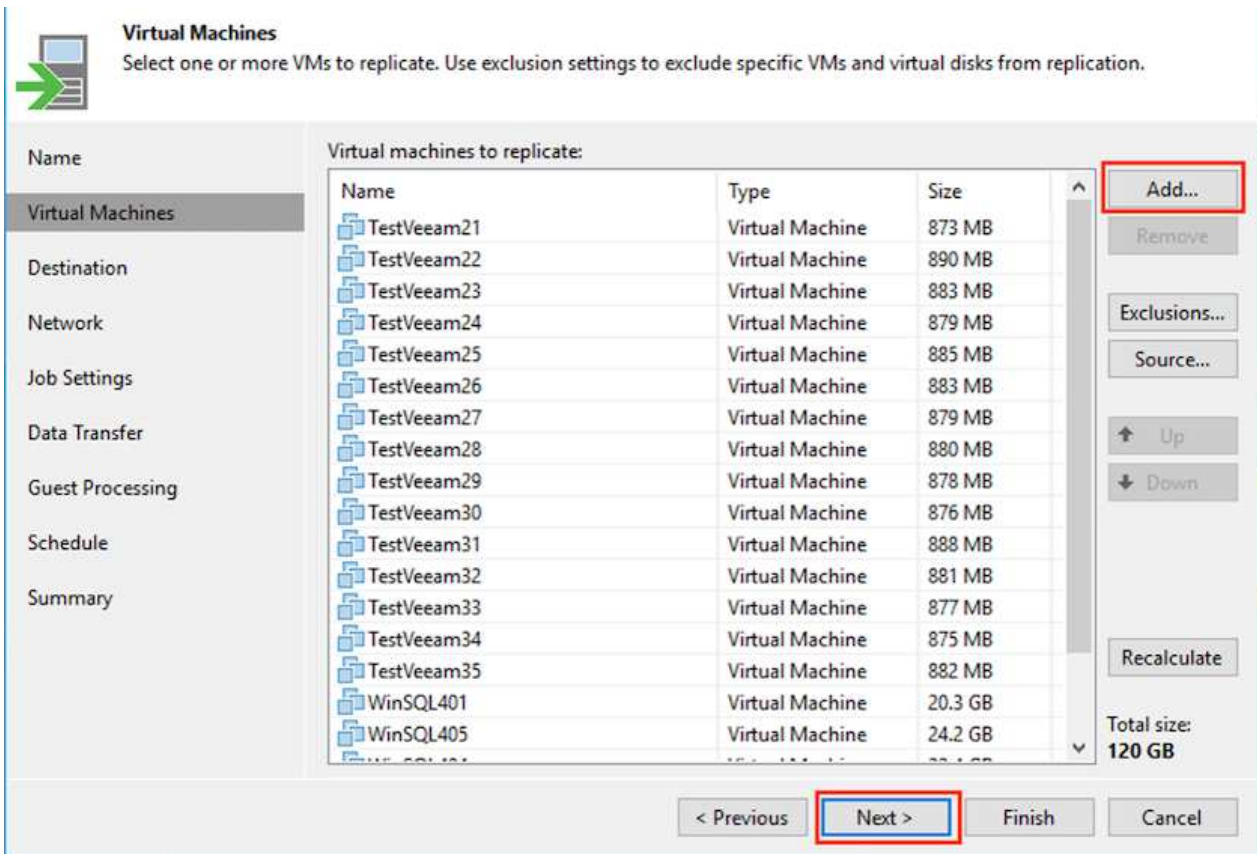 Virtual Machines
Select one or more VMs to replicate. Use exclusion settings to exclude specific VMs and virtual disks from replication.
Name
Virtual Machines
Destination
Network
Job Settings
Data Transfer
Guest Processing
Schedule
Summary
Virtual machines to replicate:
Name Type Size
TestVeeam21 Virtual Machine 873 MB
TestVeeam22 Virtual Machine 890 MB
TestVeeam23 Virtual Machine 883 MB
TestVeeam24 Virtual Machine 879 MB
TestVeeam25 Virtual Machine 885 MB
TestVeeam26 Virtual Machine 883 MB
TestVeeam27 Virtual Machine 879 MB
TestVeeam28 Virtual Machine 880 MB
TestVeeam29 Virtual Machine 878 MB
TestVeeam30 Virtual Machine 876 MB
TestVeeam31 Virtual Machine 888 MB
TestVeeam32 Virtual Machine 881 MB
TestVeeam33 Virtual Machine 877 MB
TestVeeam34 Virtual Machine 875 MB
TestVeeam35 Virtual Machine 882 MB
WinSQL401 Virtual Machine 20.3 GB
WinSQL405 Virtual Machine 24.2 GB
Add...
Remove
Exclusions...
Source...
Up
Down
Recalculate
Total size:
120 GB
< Previous Next > Finish Cancel